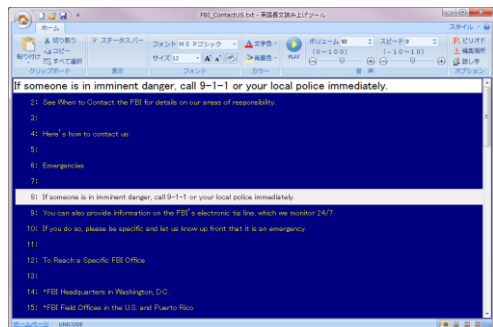 FBI_ContactUS.txt - 英語長文読み上げツール
ホーム
スタイル
切り取り
コピー
すべて選択
貼り付け
クリップボード
ステータスバー
表示
フォント MS Pゴシック
サイズ 12
フォント
文字色
背景色
カラー
PLAY
ボリューム
(0～100)
スピード 0
(-10～10)
音声
ピリオド
編集場所
話し手
オプション
If someone is in imminent danger, call 9-1-1 or your local police immediately.
2: See When to Contact the FBI for details on our areas of responsibility.
3:
4: Here's how to contact us:
5:
6: Emergencies
7:
8: If someone is in imminent danger, call 9-1-1 or your local police immediately.
9: You can also provide information on the FBI's electronic tip line, which we monitor 24/7.
10: If you do so, please be specific and let us know up front that it is an emergency.
11:
12: To Reach a Specific FBI Office
13:
14: *FBI Headquarters in Washington, D.C.
15: *FBI Field Offices in the U.S. and Puerto Rico
ホームページ UNICODE